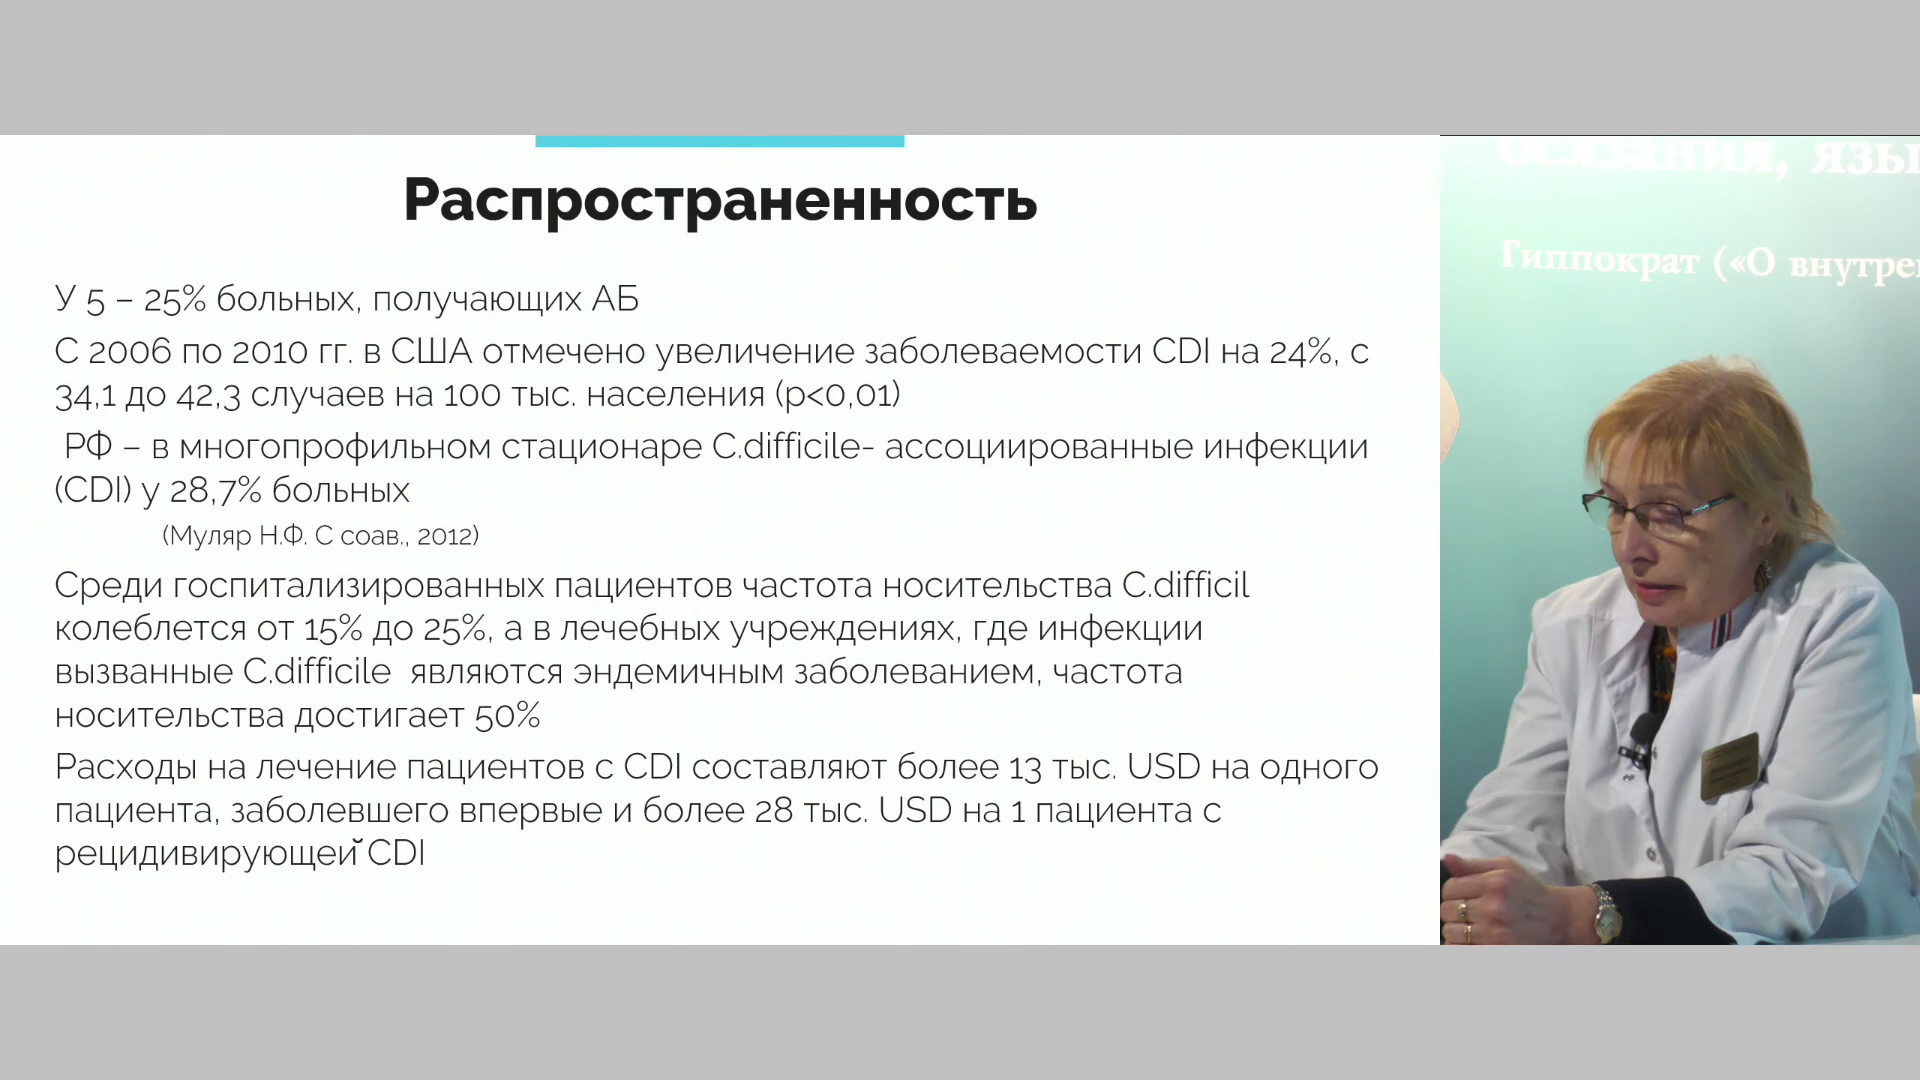 Распространенность
У 5 – 25% больных, получающих АБ
С 2006 по 2010 гг. в США отмечено увеличение заболеваемости CDI на 24%, с
34,1 до 42,3 случаев на 100 тыс. населения (p<0,01)
РФ – в многопрофильном стационаре C.difficile- ассоциированные инфекции
(CDI) у 28,7% больных
(Муляр Н.Ф. С соав., 2012)
Среди госпитализированных пациентов частота носительства C.difficil
колеблется от 15% до 25%, а в лечебных учреждениях, где инфекции
вызванные C.difficile являются эндемичным заболеванием, частота
носительства достигает 50%
Расходы на лечение пациентов с CDI составляют более 13 тыс. USD на одного
пациента, заболевшего впервые и более 28 тыс. USD на 1 пациента с
рецидивирующей CDI
осязания, язы
Гиппократ («О внутрен